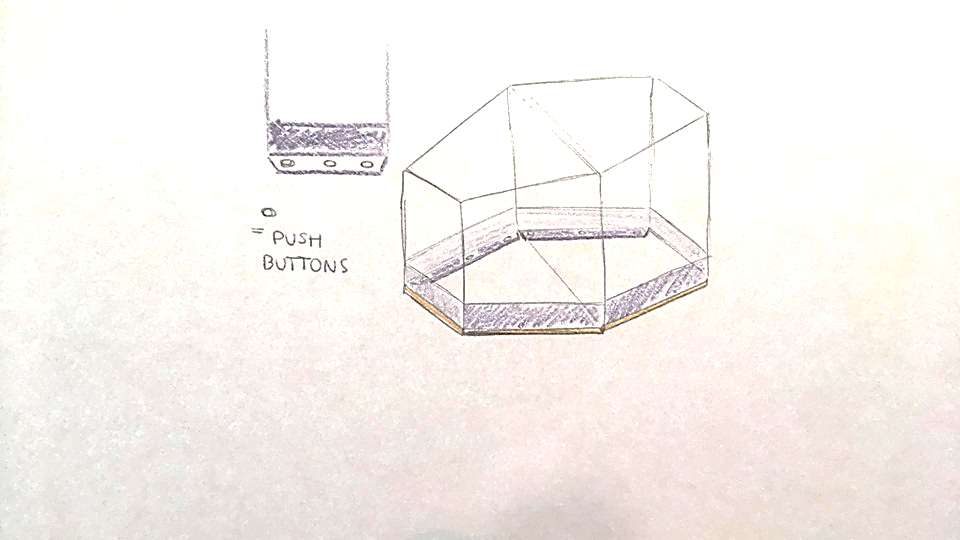 = PUSH
BUTTONS